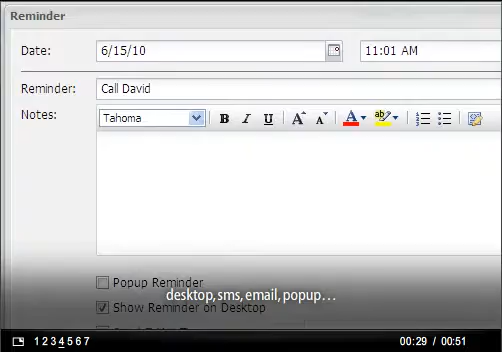 Reminder
Date: 6/15/10 11:01 AM
Reminder: Call David
Notes: Tahoma B I U A A A ab
Popup Reminder
desktop, sms, email, popup...
Show Reminder on Desktop
1 2 3 4 5 6 7 00:29 / 00:51